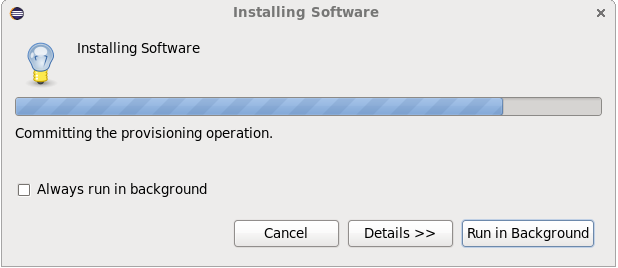 Installing Software
Installing Software
Committing the provisioning operation.
Always run in background
Cancel
Details >>
Run in Background